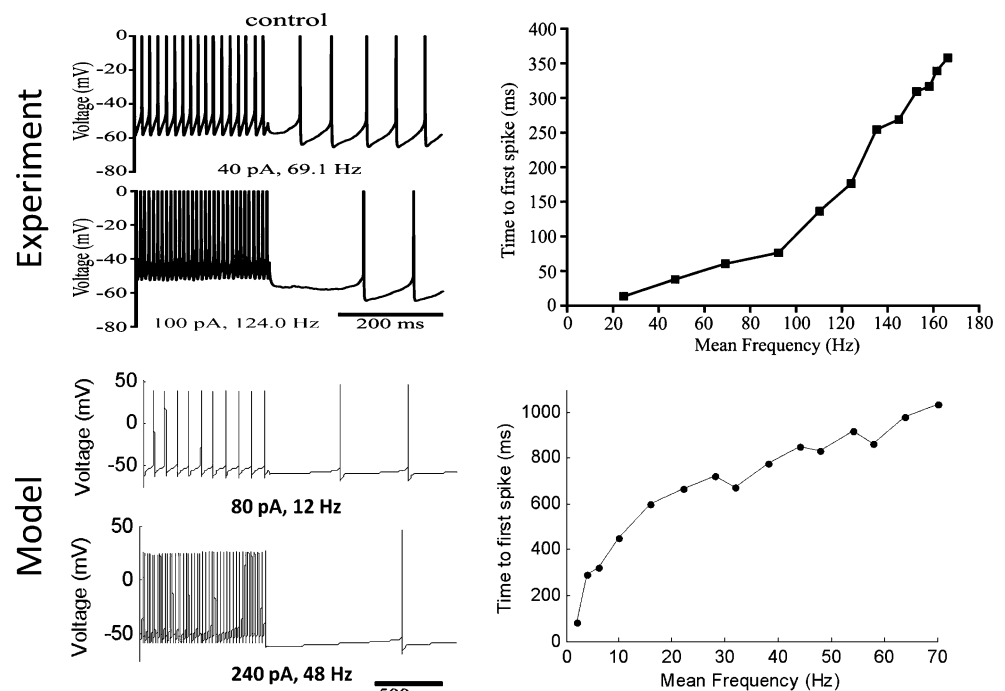 Experiment
control
Voltage (mV)
0
-20
-40
-60
-80
40 pA, 69.1 Hz
Voltage (mV)
0
-20
-40
-60
-80
100 pA, 124.0 Hz
200 ms
Time to first spike (ms)
400
350
300
250
200
150
100
50
0
0 20 40 60 80 100 120 140 160 180
Mean Frequency (Hz)
Model
Voltage (mV)
50
0
-50
80 pA, 12 Hz
Voltage (mV)
50
0
-50
240 pA, 48 Hz
Time to first spike (ms)
1000
800
600
400
200
0
0 10 20 30 40 50 60 70
Mean Frequency (Hz)